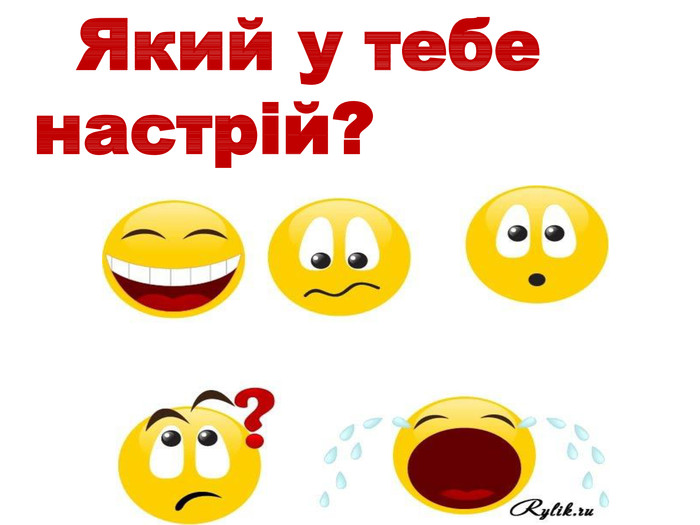 Який у тебе
настрій?
?
Rylik.ru